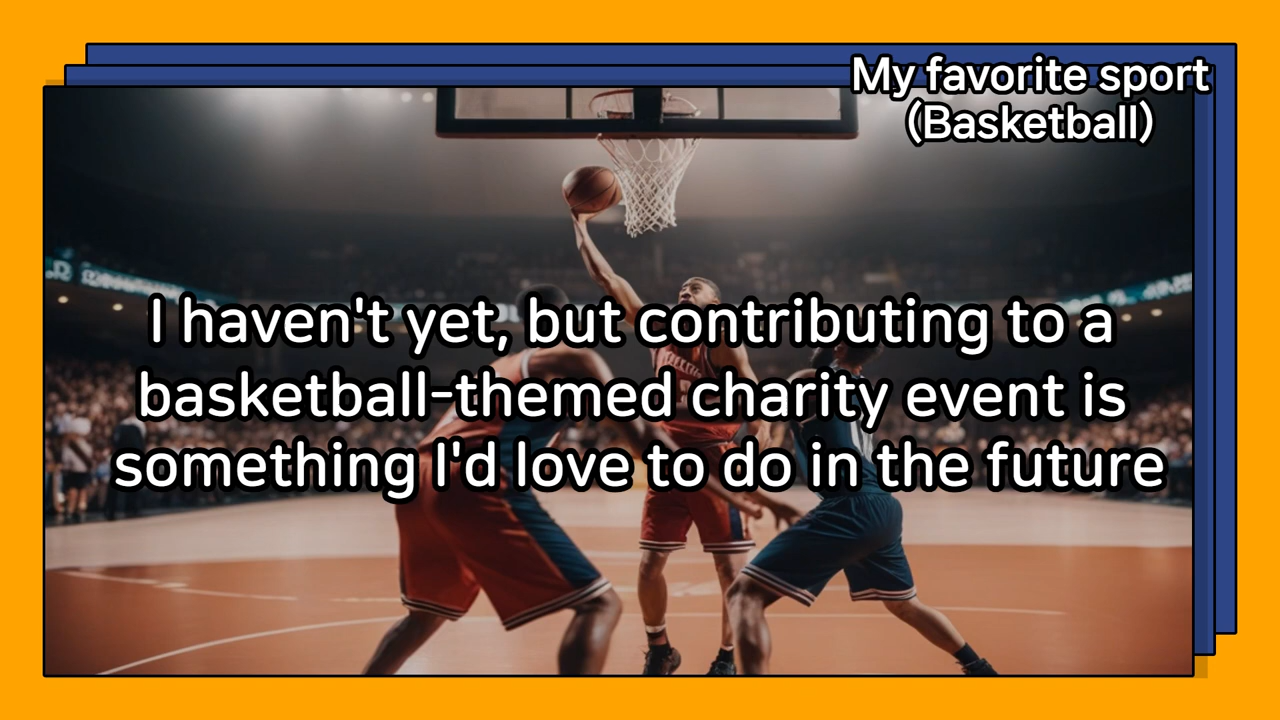 My favorite sport
(Basketball)
I haven't yet, but contributing to a
basketball-themed charity event is
something I'd love to do in the future